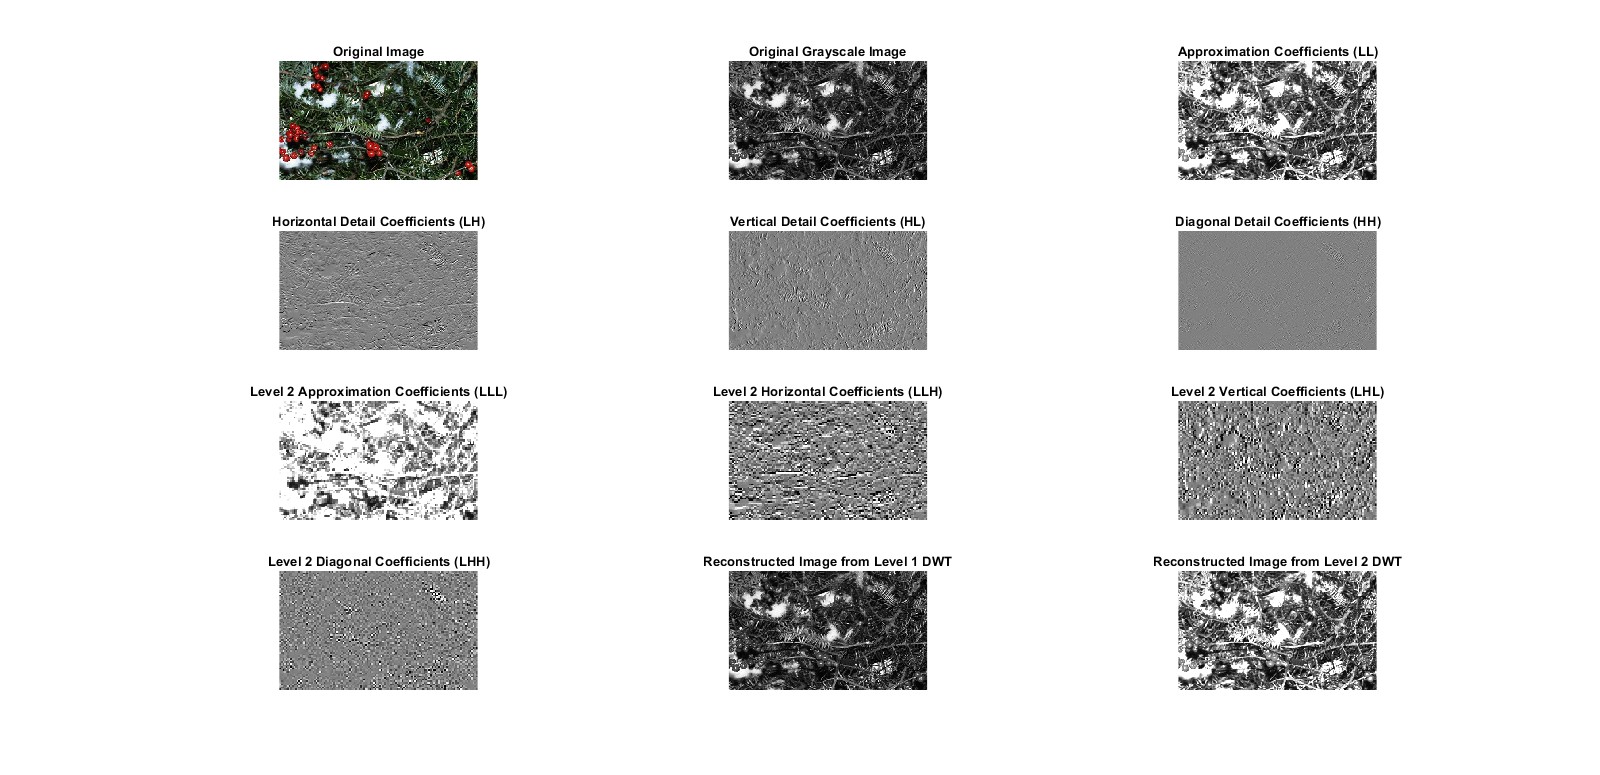 Original Image
Original Grayscale Image
Approximation Coefficients (LL)
Horizontal Detail Coefficients (LH)
Vertical Detail Coefficients (HL)
Diagonal Detail Coefficients (HH)
Level 2 Approximation Coefficients (LLL)
Level 2 Horizontal Coefficients (LLH)
Level 2 Vertical Coefficients (LHL)
Level 2 Diagonal Coefficients (LHH)
Reconstructed Image from Level 1 DWT
Reconstructed Image from Level 2 DWT